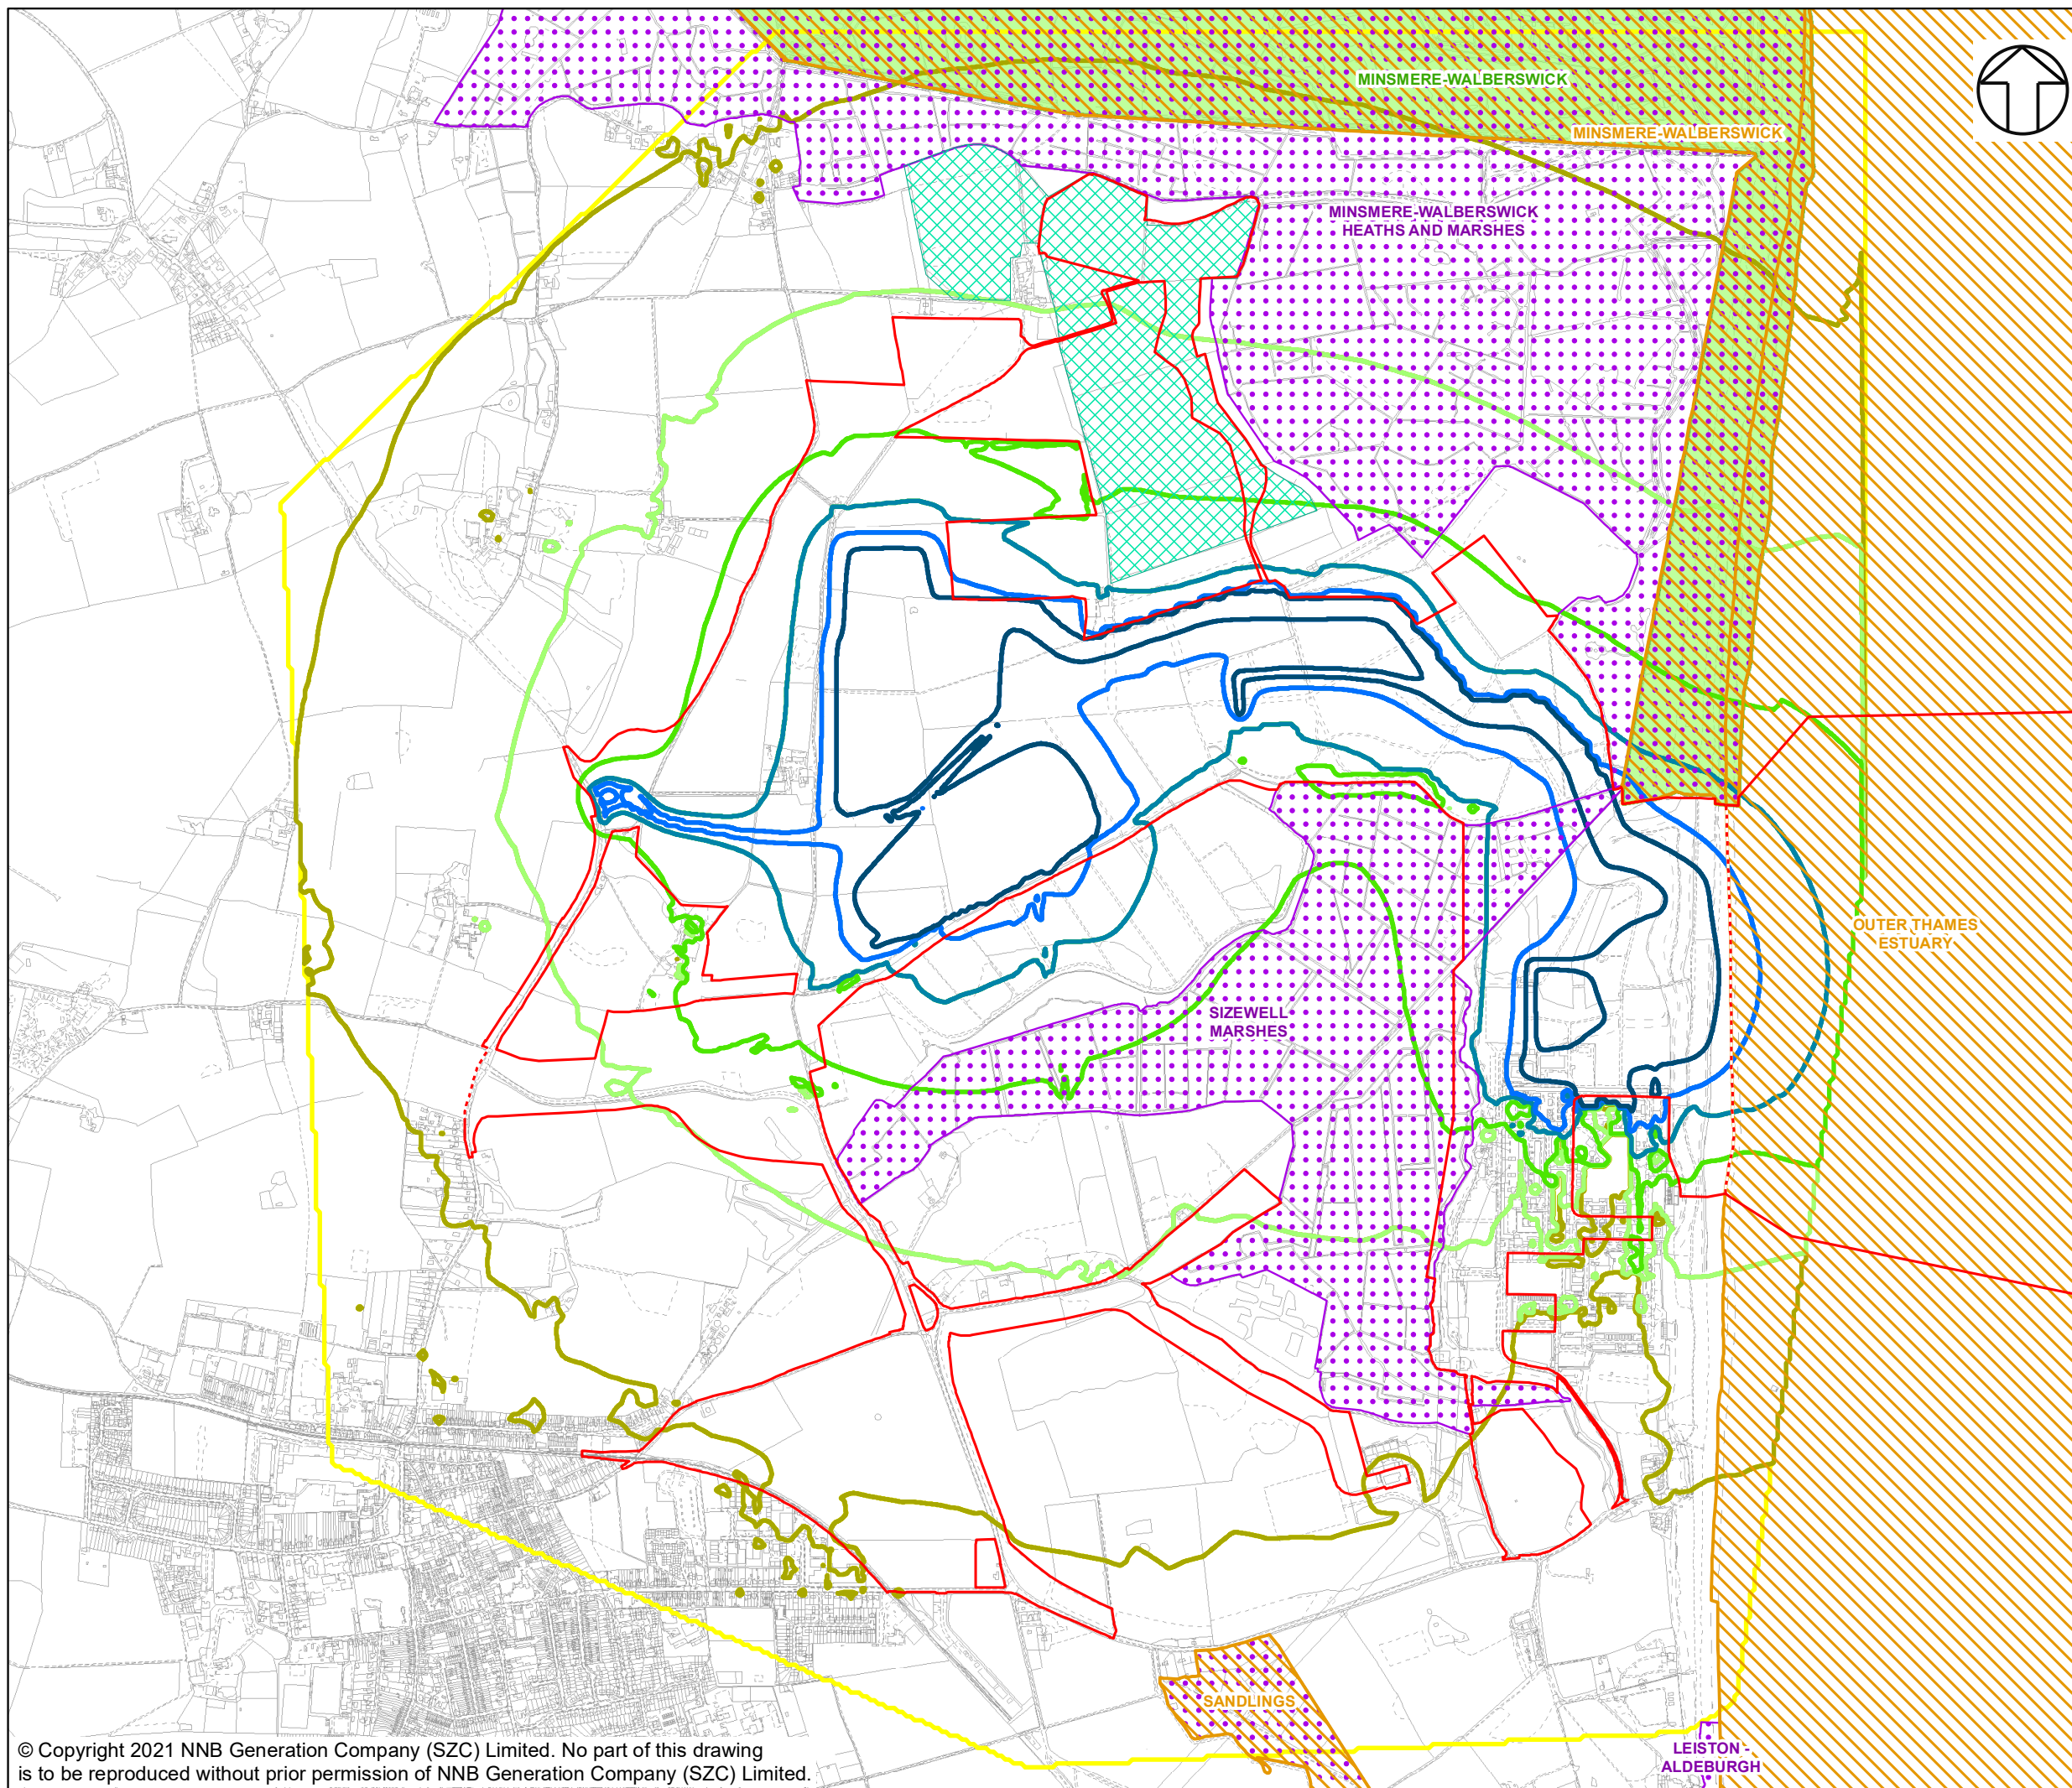 MINSMERE-WALBERSWICK
MINSMERE-WALBERSWICK
MINSMERE-WALBERSWICK
HEATHS AND MARSHES
OUTER THAMES
ESTUARY
SIZEWELL
MARSHES
SANDLINGS
LEISTON -
ALDEBURGH
© Copyright 2021 NNB Generation Company (SZC) Limited. No part of this drawing
is to be reproduced without prior permission of NNB Generation Company (SZC) Limited.